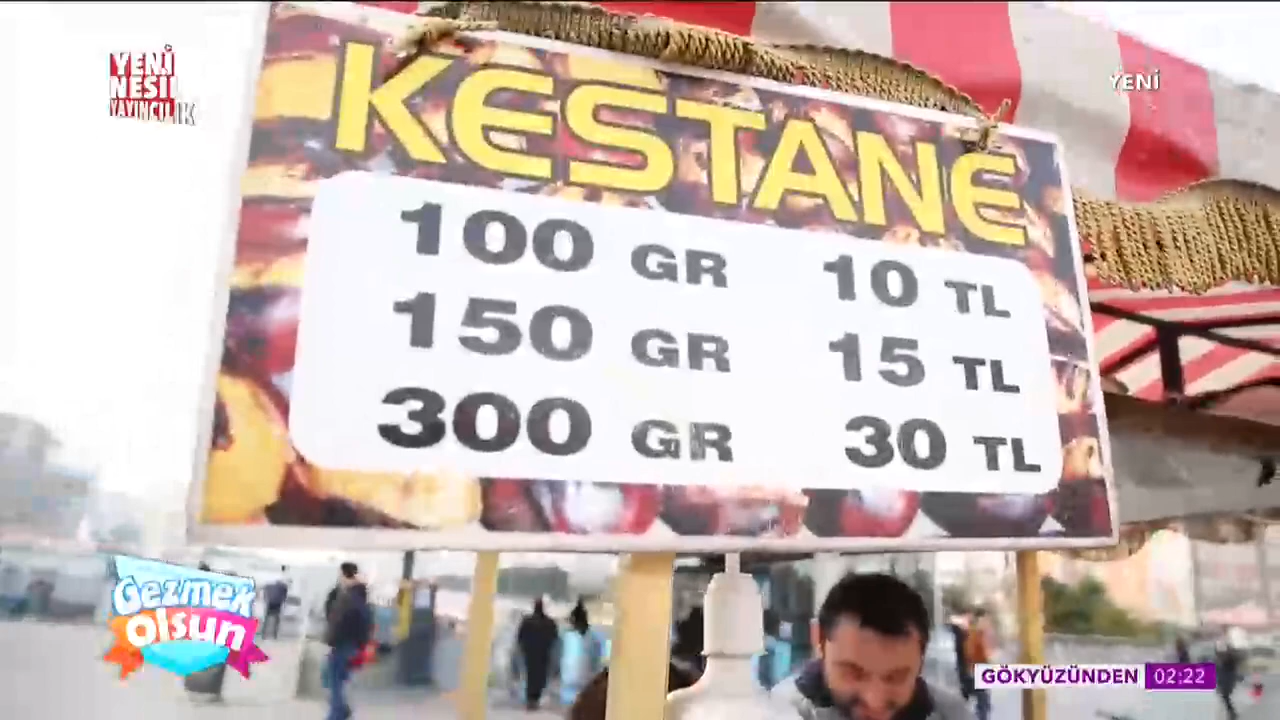 YENİ
NESİL
YAYINCILIK
YENİ
KESTANE
100 GR 10 TL
150 GR 15 TL
300 GR 30 TL
Gezmek
olsun
GÖKYÜZÜNDEN 02:22